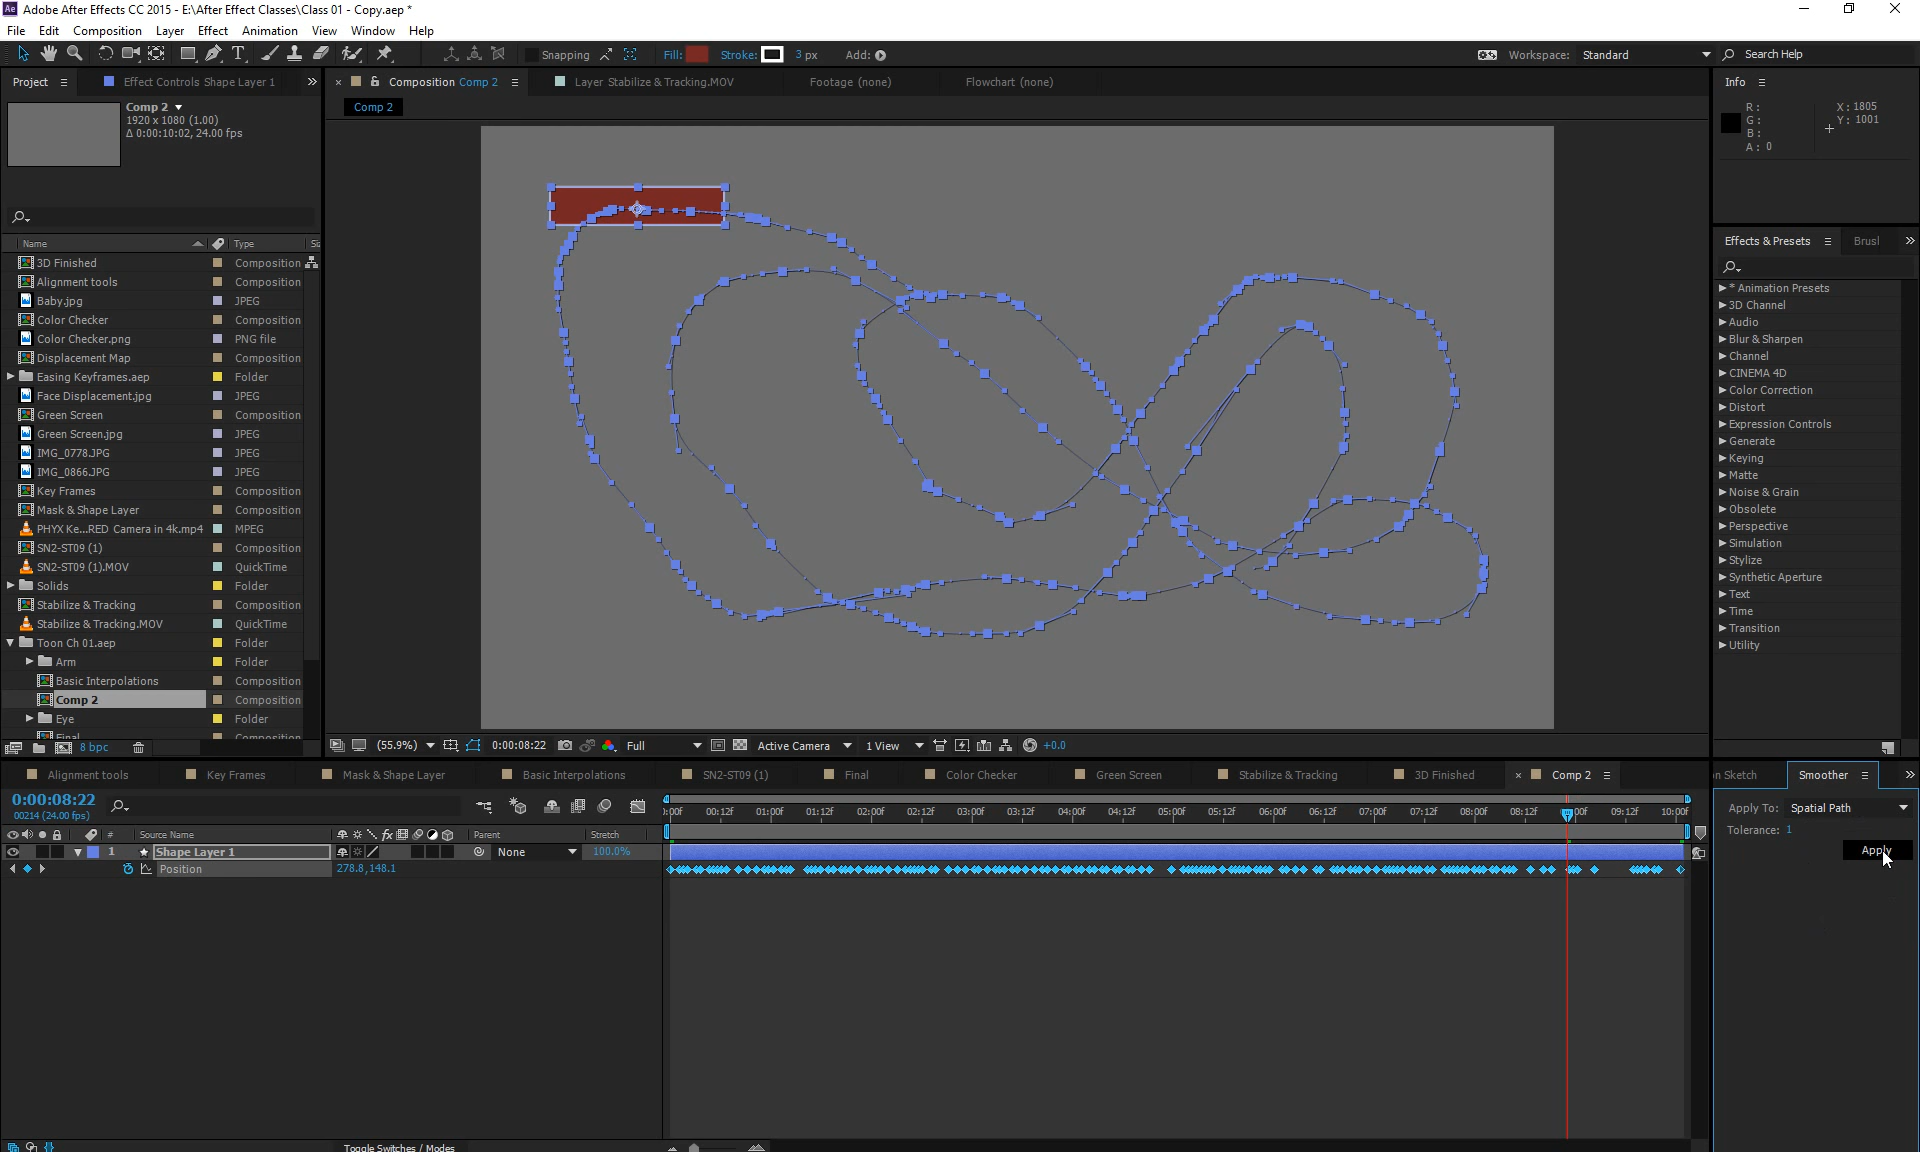 Ae Adobe After Effects CC 2015 - E:\After Effect Classes\Class 01 - Copy.aep *
File Edit Composition Layer Effect Animation View Window Help
Snapping Fill: Stroke: 3 px Add: Workspace: Standard Search Help
Project Effect Controls Shape Layer 1 Composition Comp 2 Layer Stabilize & Tracking.MOV Footage (none) Flowchart (none) Info
Comp 2
1920 x 1080 (1.00)
Δ 0:00:10:02, 24.00 fps
Comp 2
R: X: 1805
G: Y: 1001
B:
A: 0
Name Type
3D Finished Composition
Alignment tools Composition
Baby.jpg JPEG
Color Checker Composition
Color Checker.png PNG file
Displacement Map Composition
Easing Keyframes.aep Folder
Face Displacement.jpg JPEG
Green Screen Composition
Green Screen.jpg JPEG
IMG_0778.JPG JPEG
IMG_0866.JPG JPEG
Key Frames Composition
Mask & Shape Layer Composition
PHYX Ke...RED Camera in 4k.mp4 MPEG
SN2-ST09 (1) Composition
SN2-ST09 (1).MOV QuickTime
Solids Folder
Stabilize & Tracking Composition
Stabilize & Tracking.MOV QuickTime
Toon Ch 01.aep Folder
Arm Folder
Basic Interpolations Composition
Comp 2 Composition
Eye Folder
Final Composition
8 bpc
Effects & Presets Brusl
* Animation Presets
3D Channel
Audio
Blur & Sharpen
Channel
CINEMA 4D
Color Correction
Distort
Expression Controls
Generate
Keying
Matte
Noise & Grain
Obsolete
Perspective
Simulation
Stylize
Synthetic Aperture
Text
Time
Transition
Utility
(55.9%) 0:00:08:22 Full Active Camera 1 View +0.0
Alignment tools Key Frames Mask & Shape Layer Basic Interpolations SN2-ST09 (1) Final Color Checker Green Screen Stabilize & Tracking 3D Finished Comp 2
0:00:08:22
00214 (24.00 fps)
:00f 00:12f 01:00f 01:12f 02:00f 02:12f 03:00f 03:12f 04:00f 04:12f 05:00f 05:12f 06:00f 06:12f 07:00f 07:12f 08:00f 08:12f 00f 09:12f 10:00f
# Source Name Parent Stretch
1 Shape Layer 1 None 100.0%
Position 278.8,148.1
Toggle Switches / Modes
n Sketch Smoother
Apply To: Spatial Path
Tolerance: 1
Apply